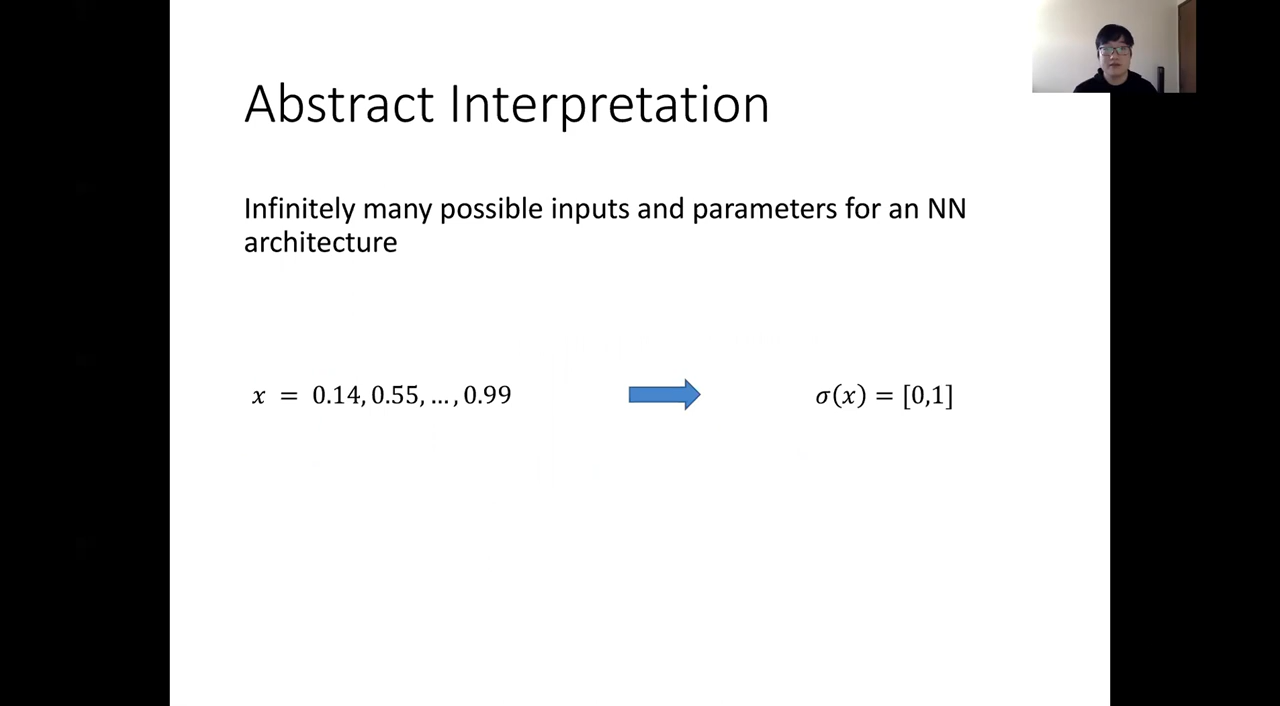 Abstract Interpretation
Infinitely many possible inputs and parameters for an NN
architecture
x = 0.14, 0.55, … , 0.99
σ(x) = [0,1]